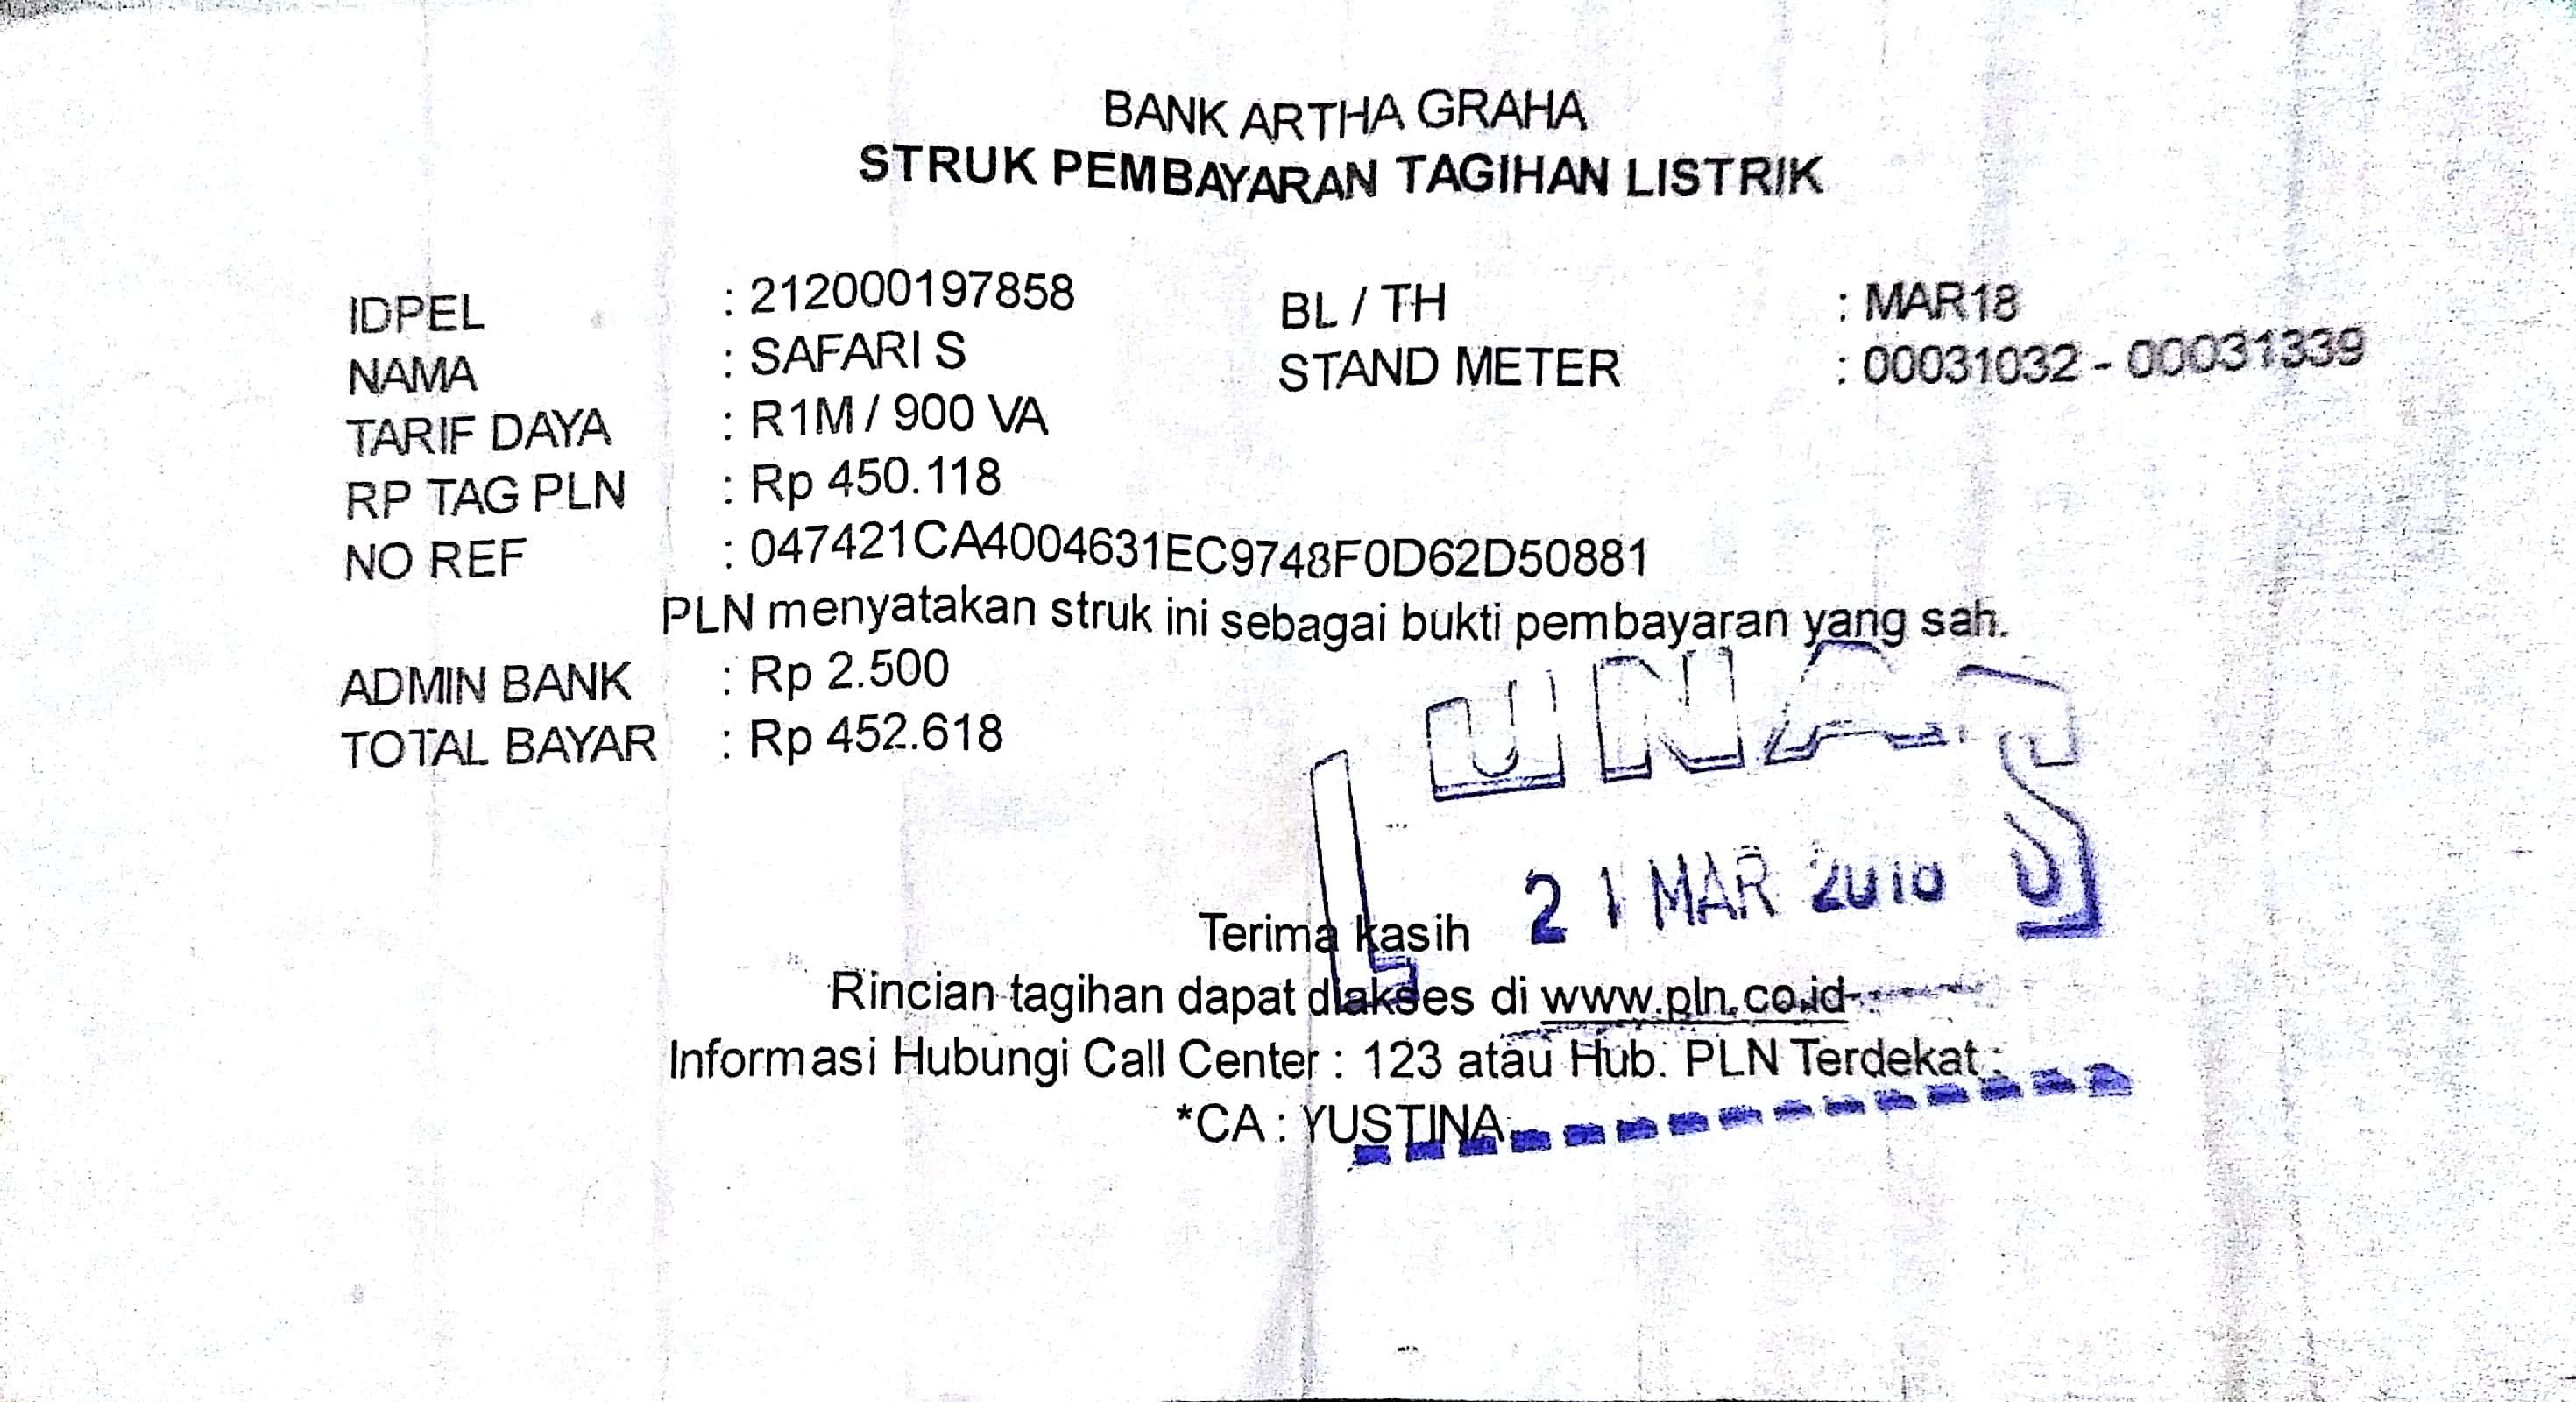 BANK ARTHA GRAHA
STRUK PEMBAYARAN TAGIHAN LISTRIK
IDPEL : 212000197858 BL / TH : MAR18
NAMA : SAFARI S STAND METER : 00031032 - 00031339
TARIF DAYA : R1M / 900 VA
RP TAG PLN : Rp 450.118
NO REF : 047421CA4004631EC9748F0D62D50881
PLN menyatakan struk ini sebagai bukti pembayaran yang sah.
ADMIN BANK : Rp 2.500
TOTAL BAYAR : Rp 452.618
LUNAS
21 MAR
Terima kasih
Rincian tagihan dapat diakses di www.pln.co.id
Informasi Hubungi Call Center : 123 atau Hub. PLN Terdekat :
*CA : YUSTINA